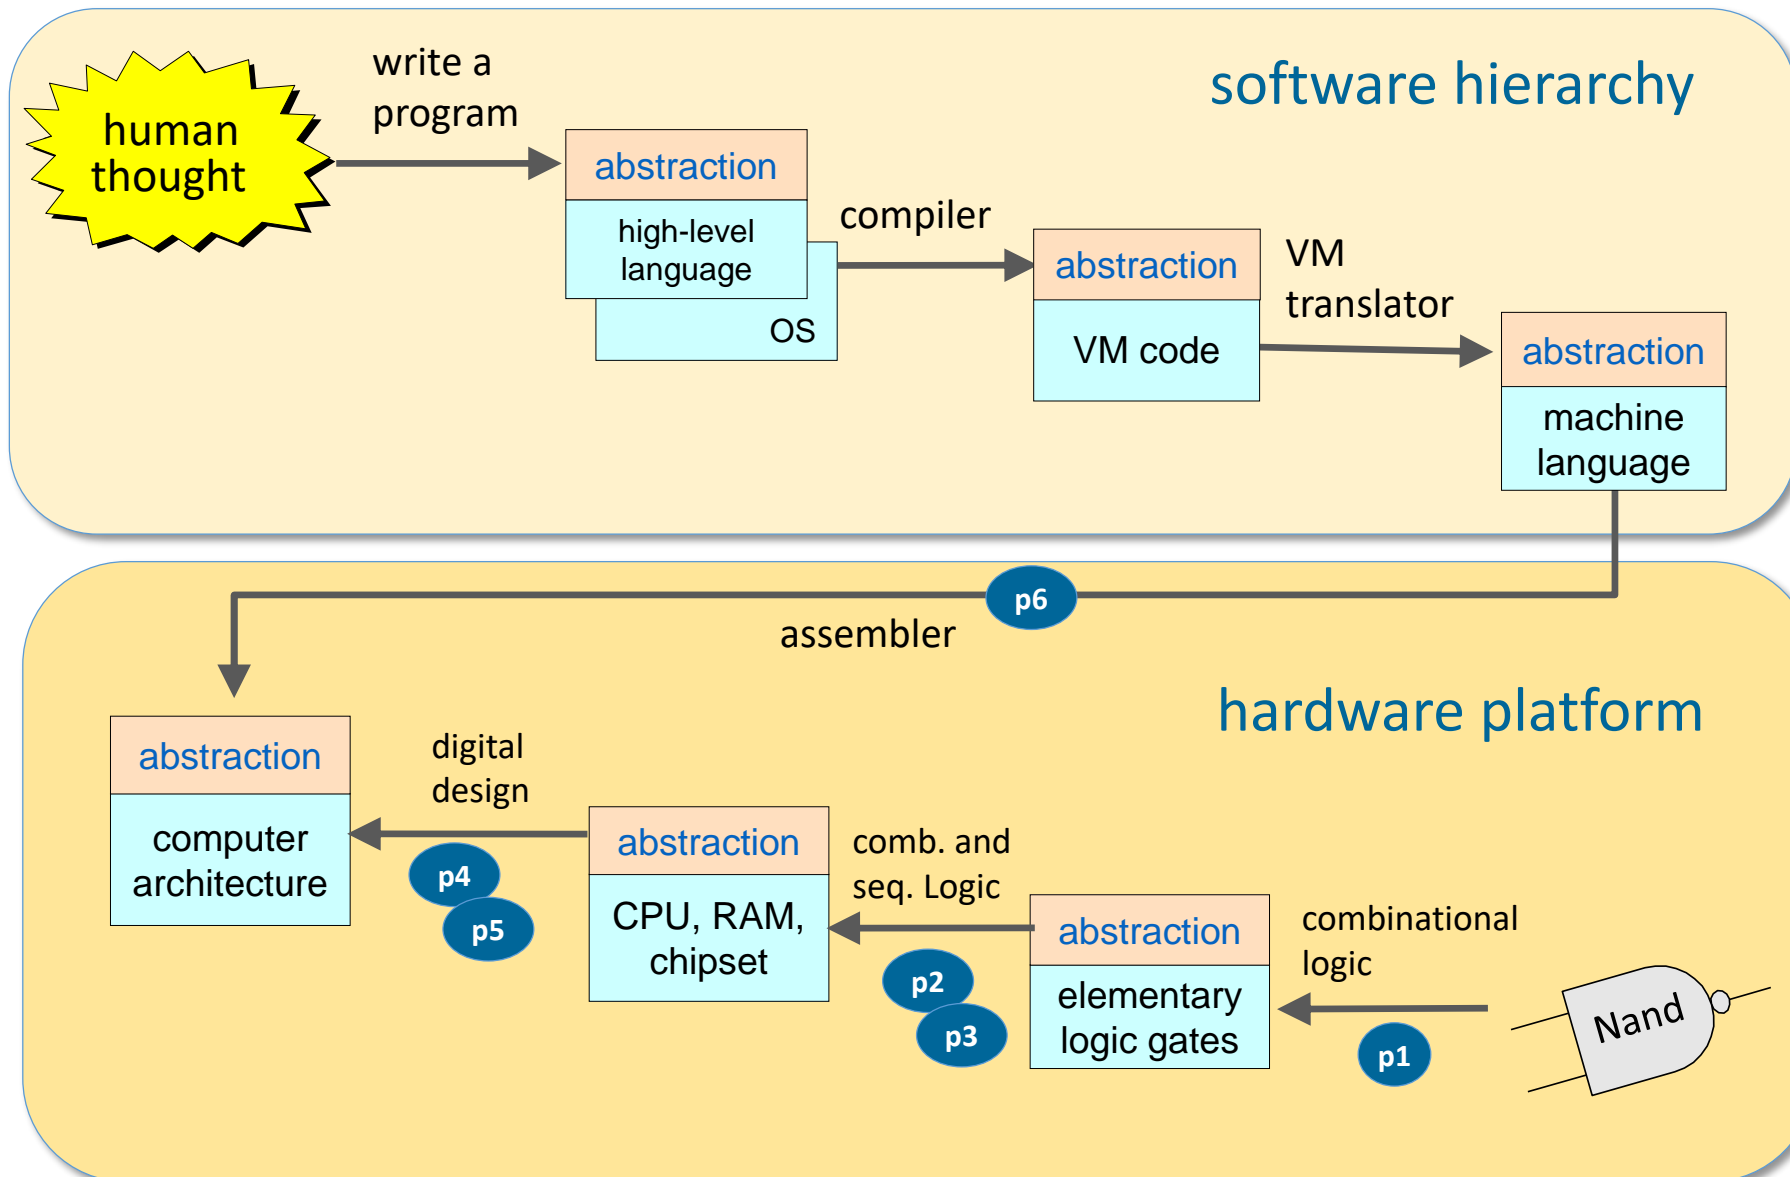 software hierarchy
write a
program
human
thought
abstraction
high-level
language
OS
compiler
abstraction
VM code
VM
translator
abstraction
machine
language
p6
assembler
hardware platform
abstraction
computer
architecture
digital
design
p4
p5
abstraction
CPU, RAM,
chipset
comb. and
seq. Logic
p2
p3
abstraction
elementary
logic gates
combinational
logic
p1
Nand